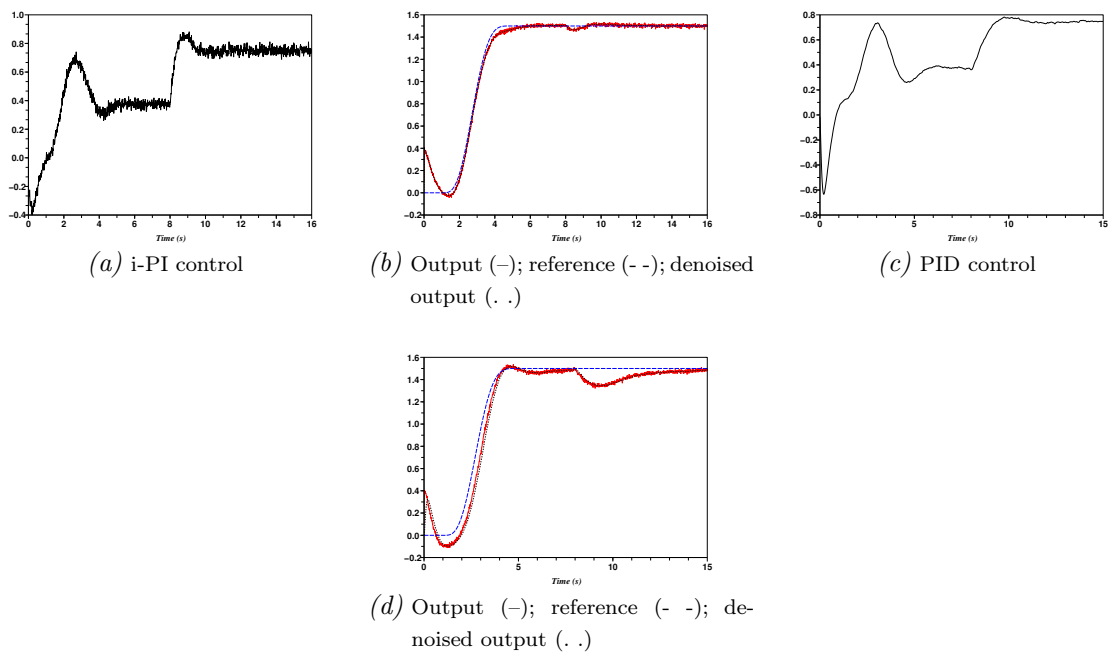 1.0
0.8
0.6
0.4
0.2
0.0
−0.2
−0.4
0 2 4 6 8 10 12 14 16
Time (s)
(a) i-PI control
1.6
1.4
1.2
1.0
0.8
0.6
0.4
0.2
0.0
−0.2
0 2 4 6 8 10 12 14 16
Time (s)
(b) Output (–); reference (- -); denoised
output (. .)
0.8
0.6
0.4
0.2
0.0
−0.2
−0.4
−0.6
−0.8
0 5 10 15
Time (s)
(c) PID control
1.6
1.4
1.2
1.0
0.8
0.6
0.4
0.2
0.0
−0.2
0 5 10 15
Time (s)
(d) Output (–); reference (- -); de-
noised output (. .)